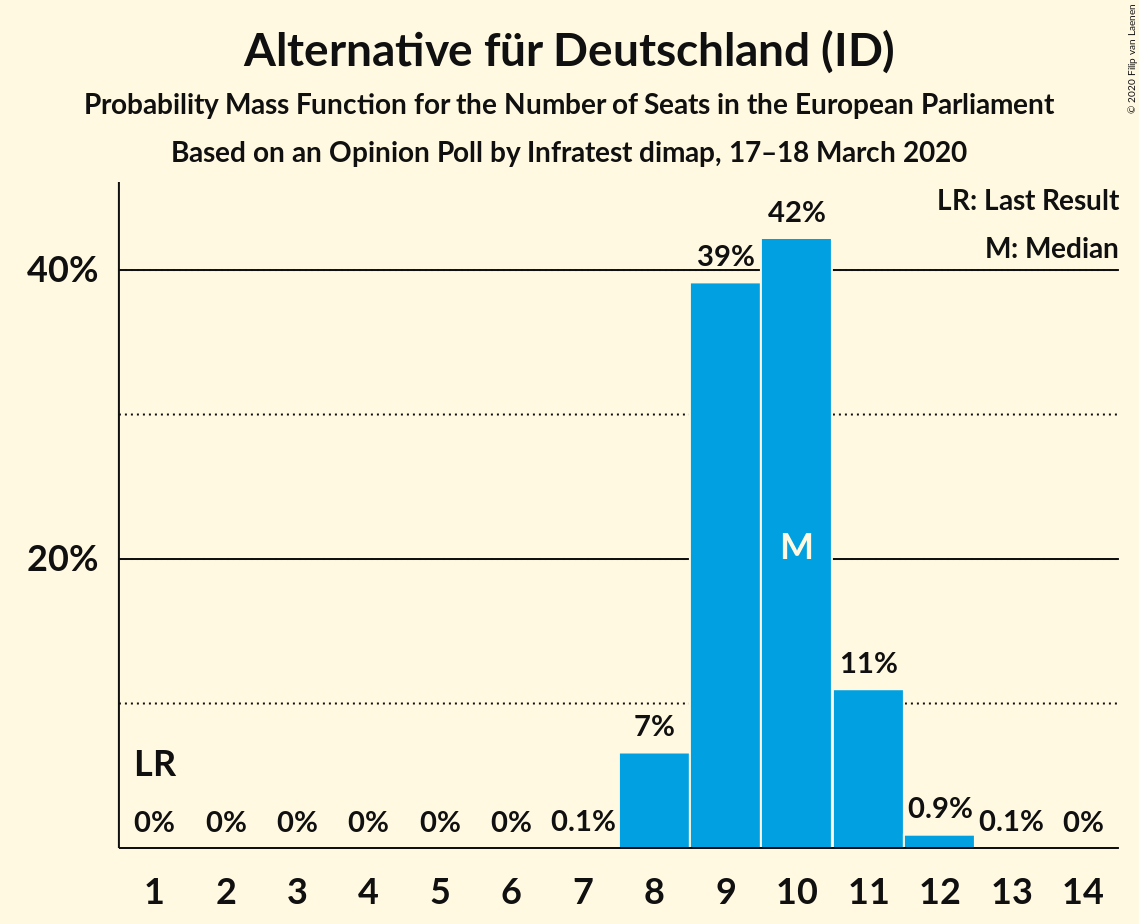 Alternative für Deutschland (ID)
Probability Mass Function for the Number of Seats in the European Parliament
Based on an Opinion Poll by Infratest dimap, 17–18 March 2020
© 2020 Filip van Laenen
LR: Last Result
M: Median
40%
20%
LR
0%
0%
0%
0%
0%
0%
0.1%
7%
39%
42%
M
11%
0.9%
0.1%
0%
1 2 3 4 5 6 7 8 9 10 11 12 13 14